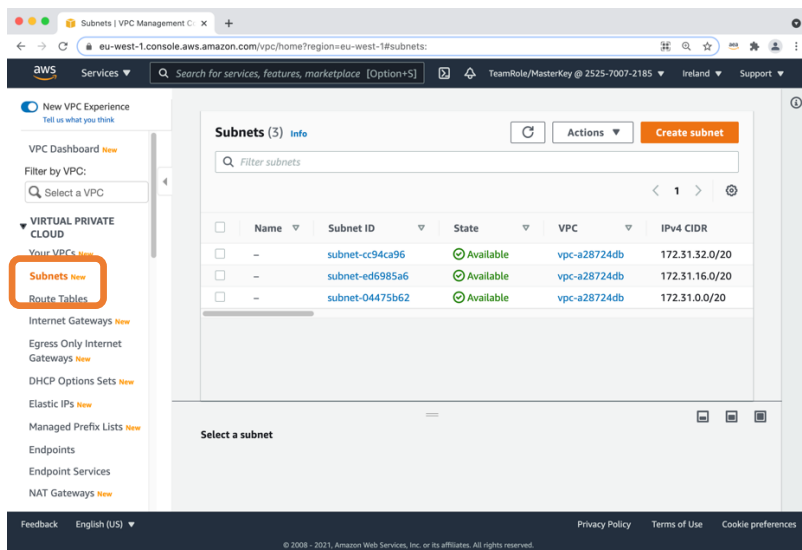 Subnets | VPC Management C
eu-west-1.console.aws.amazon.com/vpc/home?region=eu-west-1#subnets:
aws
Services ▼
Search for services, features, marketplace [Option+S]
TeamRole/MasterKey @ 2525-7007-2185 ▼
Ireland ▼
Support ▼
New VPC Experience
Tell us what you think
VPC Dashboard New
Filter by VPC:
Select a VPC
VIRTUAL PRIVATE
CLOUD
Your VPCs New
Subnets New
Route Tables
Internet Gateways New
Egress Only Internet
Gateways New
DHCP Options Sets New
Elastic IPs New
Managed Prefix Lists New
Endpoints
Endpoint Services
NAT Gateways New
Subnets (3) Info
Actions ▼
Create subnet
Filter subnets
1
Name Subnet ID State VPC IPv4 CIDR
– subnet-cc94ca96 Available vpc-a28724db 172.31.32.0/20
– subnet-ed6985a6 Available vpc-a28724db 172.31.16.0/20
– subnet-04475b62 Available vpc-a28724db 172.31.0.0/20
Select a subnet
Feedback English (US) ▼ Privacy Policy Terms of Use Cookie preferences
© 2008 - 2021, Amazon Web Services, Inc. or its affiliates. All rights reserved.